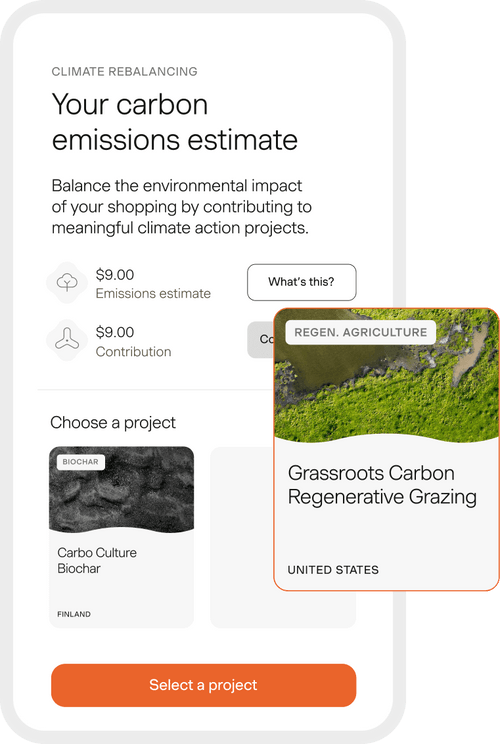 CLIMATE REBALANCING
Your carbon
emissions estimate
Balance the environmental impact
of your shopping by contributing to
meaningful climate action projects.
$9.00
Emissions estimate
What's this?
$9.00
Contribution
Choose a project
BIOCHAR
Carbo Culture
Biochar
FINLAND
REGEN. AGRICULTURE
Grassroots Carbon
Regenerative Grazing
UNITED STATES
Select a project